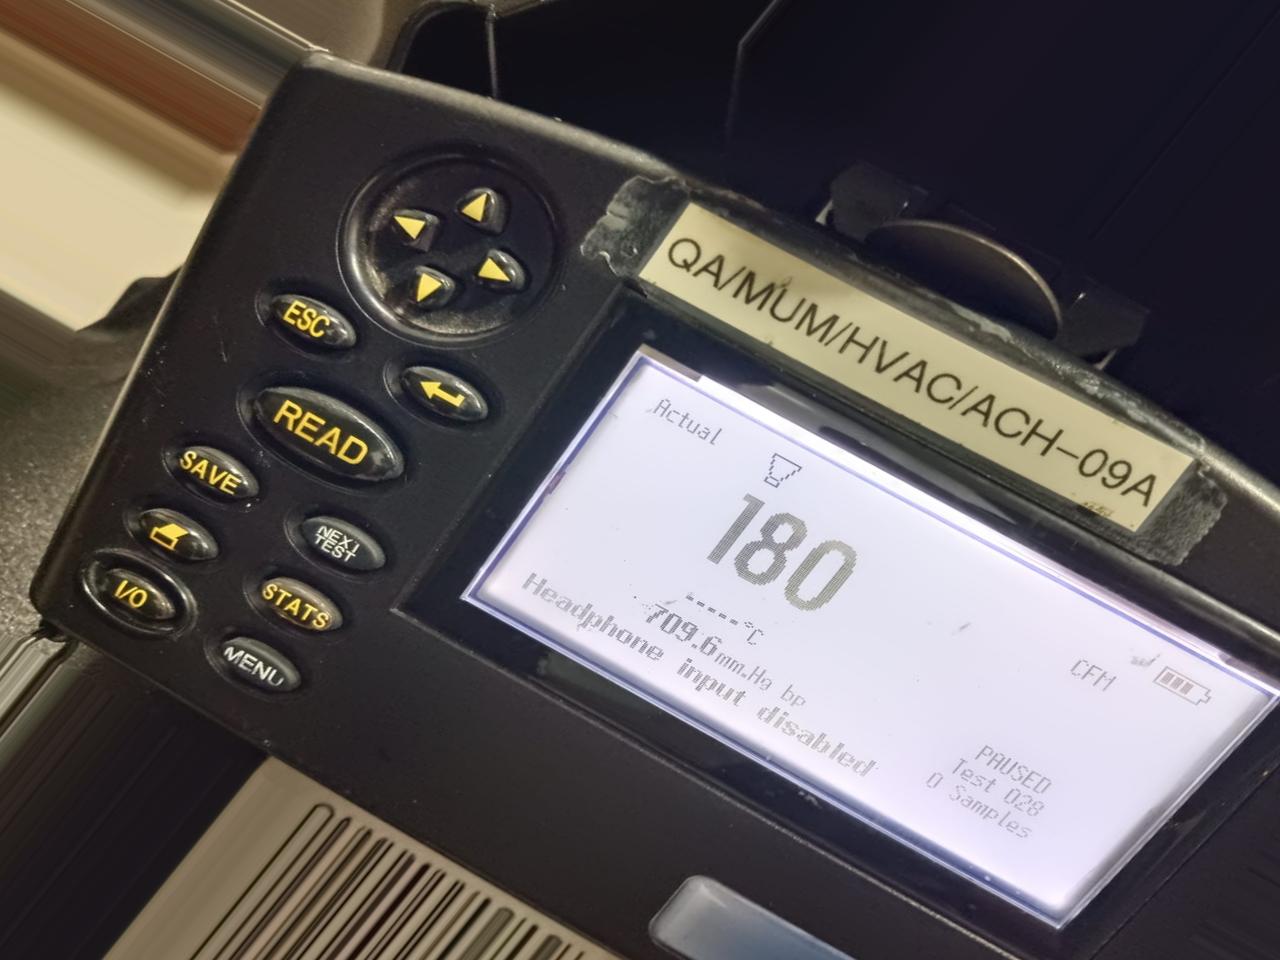 QA/MUM/HVAC/ACH-09A
ESC
READ
SAVE
NEXT
TEST
I/O
STATS
MENU
Actual
180
CFM
-----°C
709.6mm.Hg bp
Headphone input disabled
PAUSED
Test 028
0 Samples